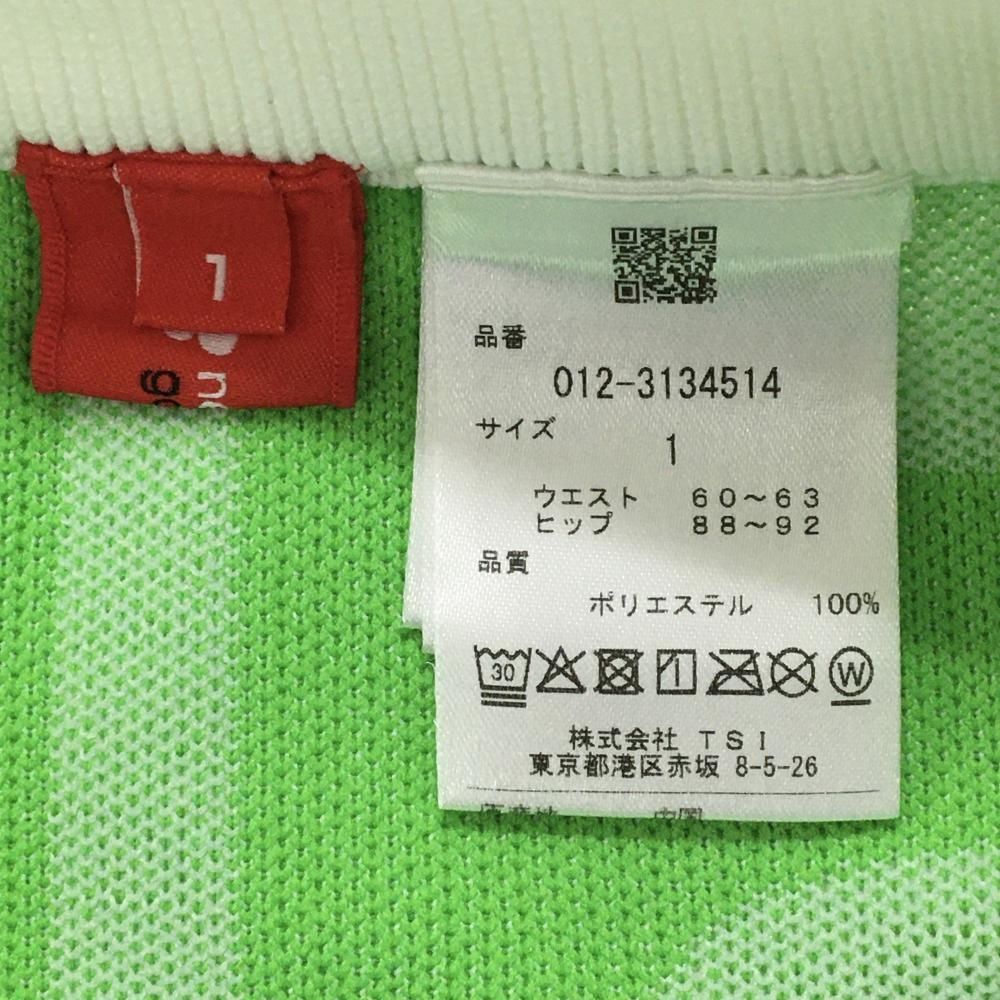 1
品番
012-3134514
サイズ
1
ウエスト 60～63
ヒップ 88～92
品質
ポリエステル 100%
30
W
株式会社 TSI
東京都港区赤坂 8-5-26